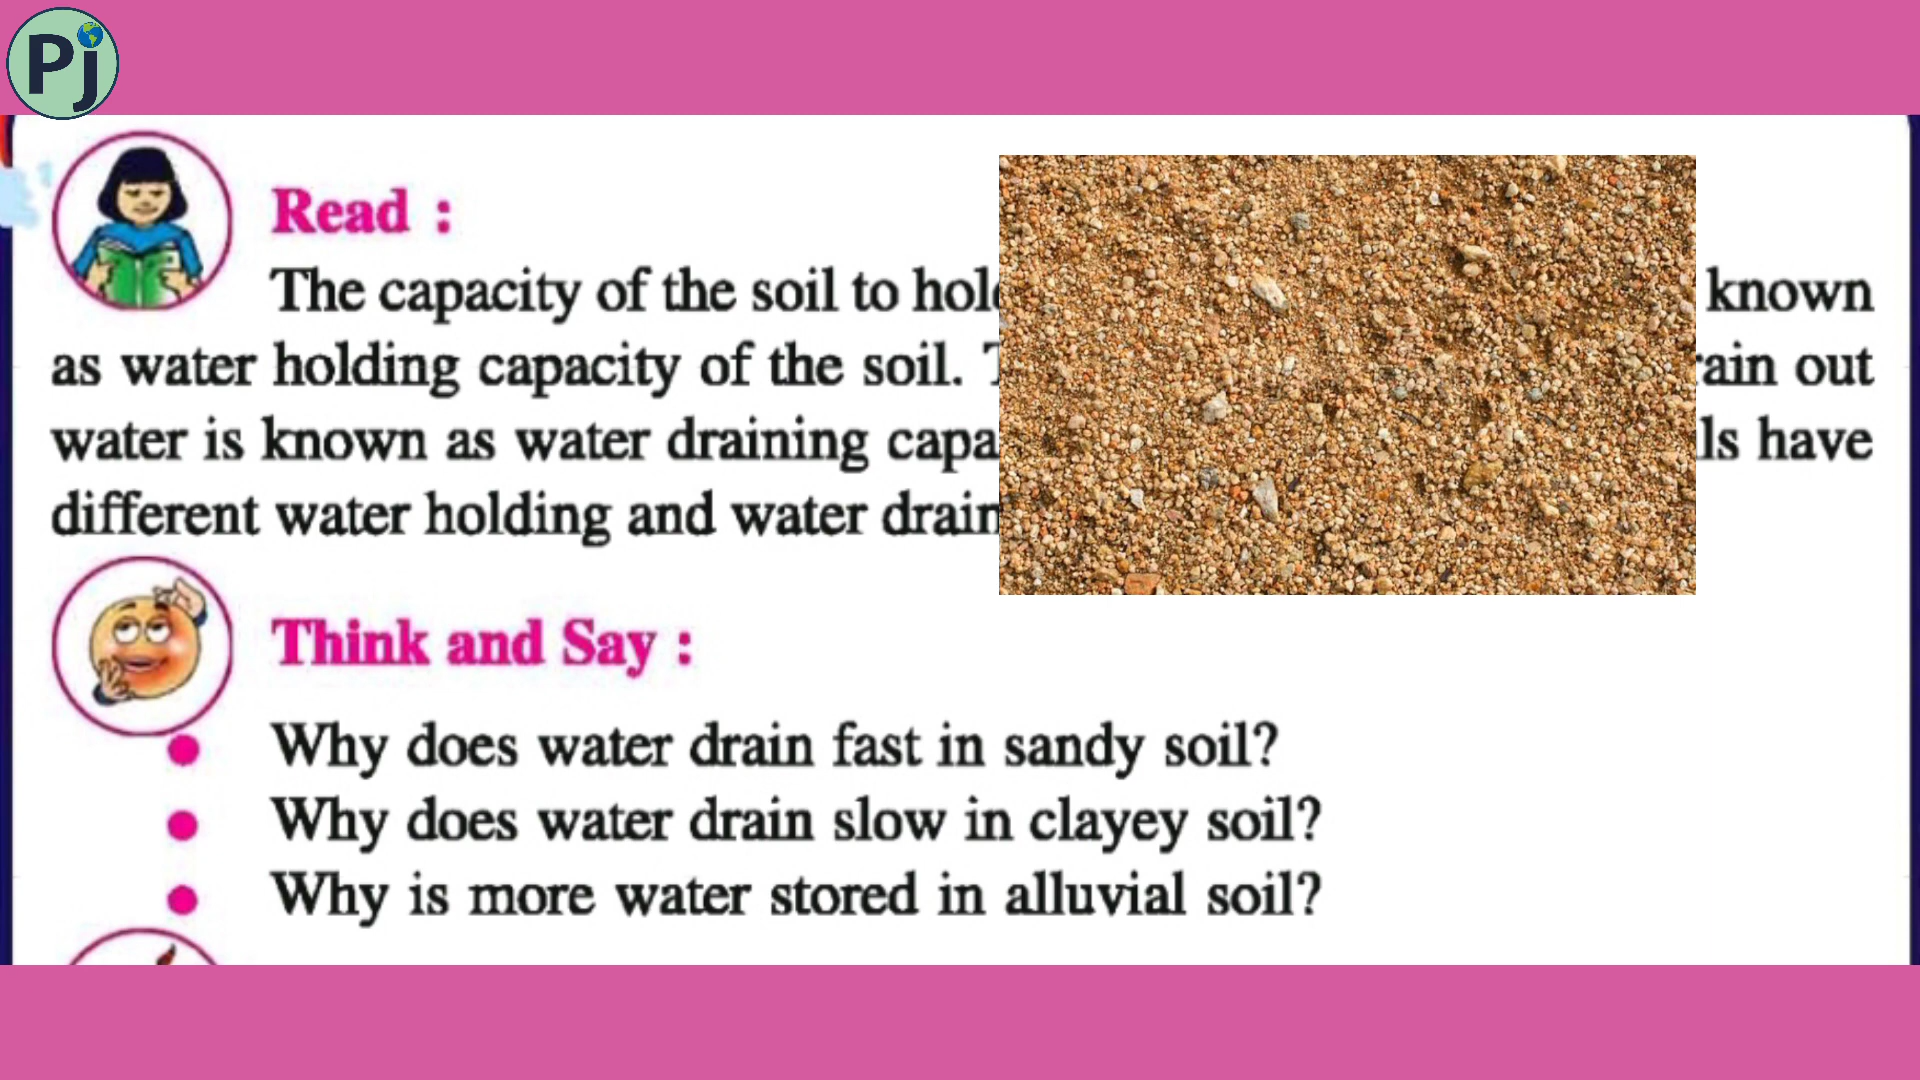 Pj
Read :
The capacity of the soil to hol known
as water holding capacity of the soil. ain out
water is known as water draining capa ls have
different water holding and water drain
Think and Say :
Why does water drain fast in sandy soil?
Why does water drain slow in clayey soil?
Why is more water stored in alluvial soil?